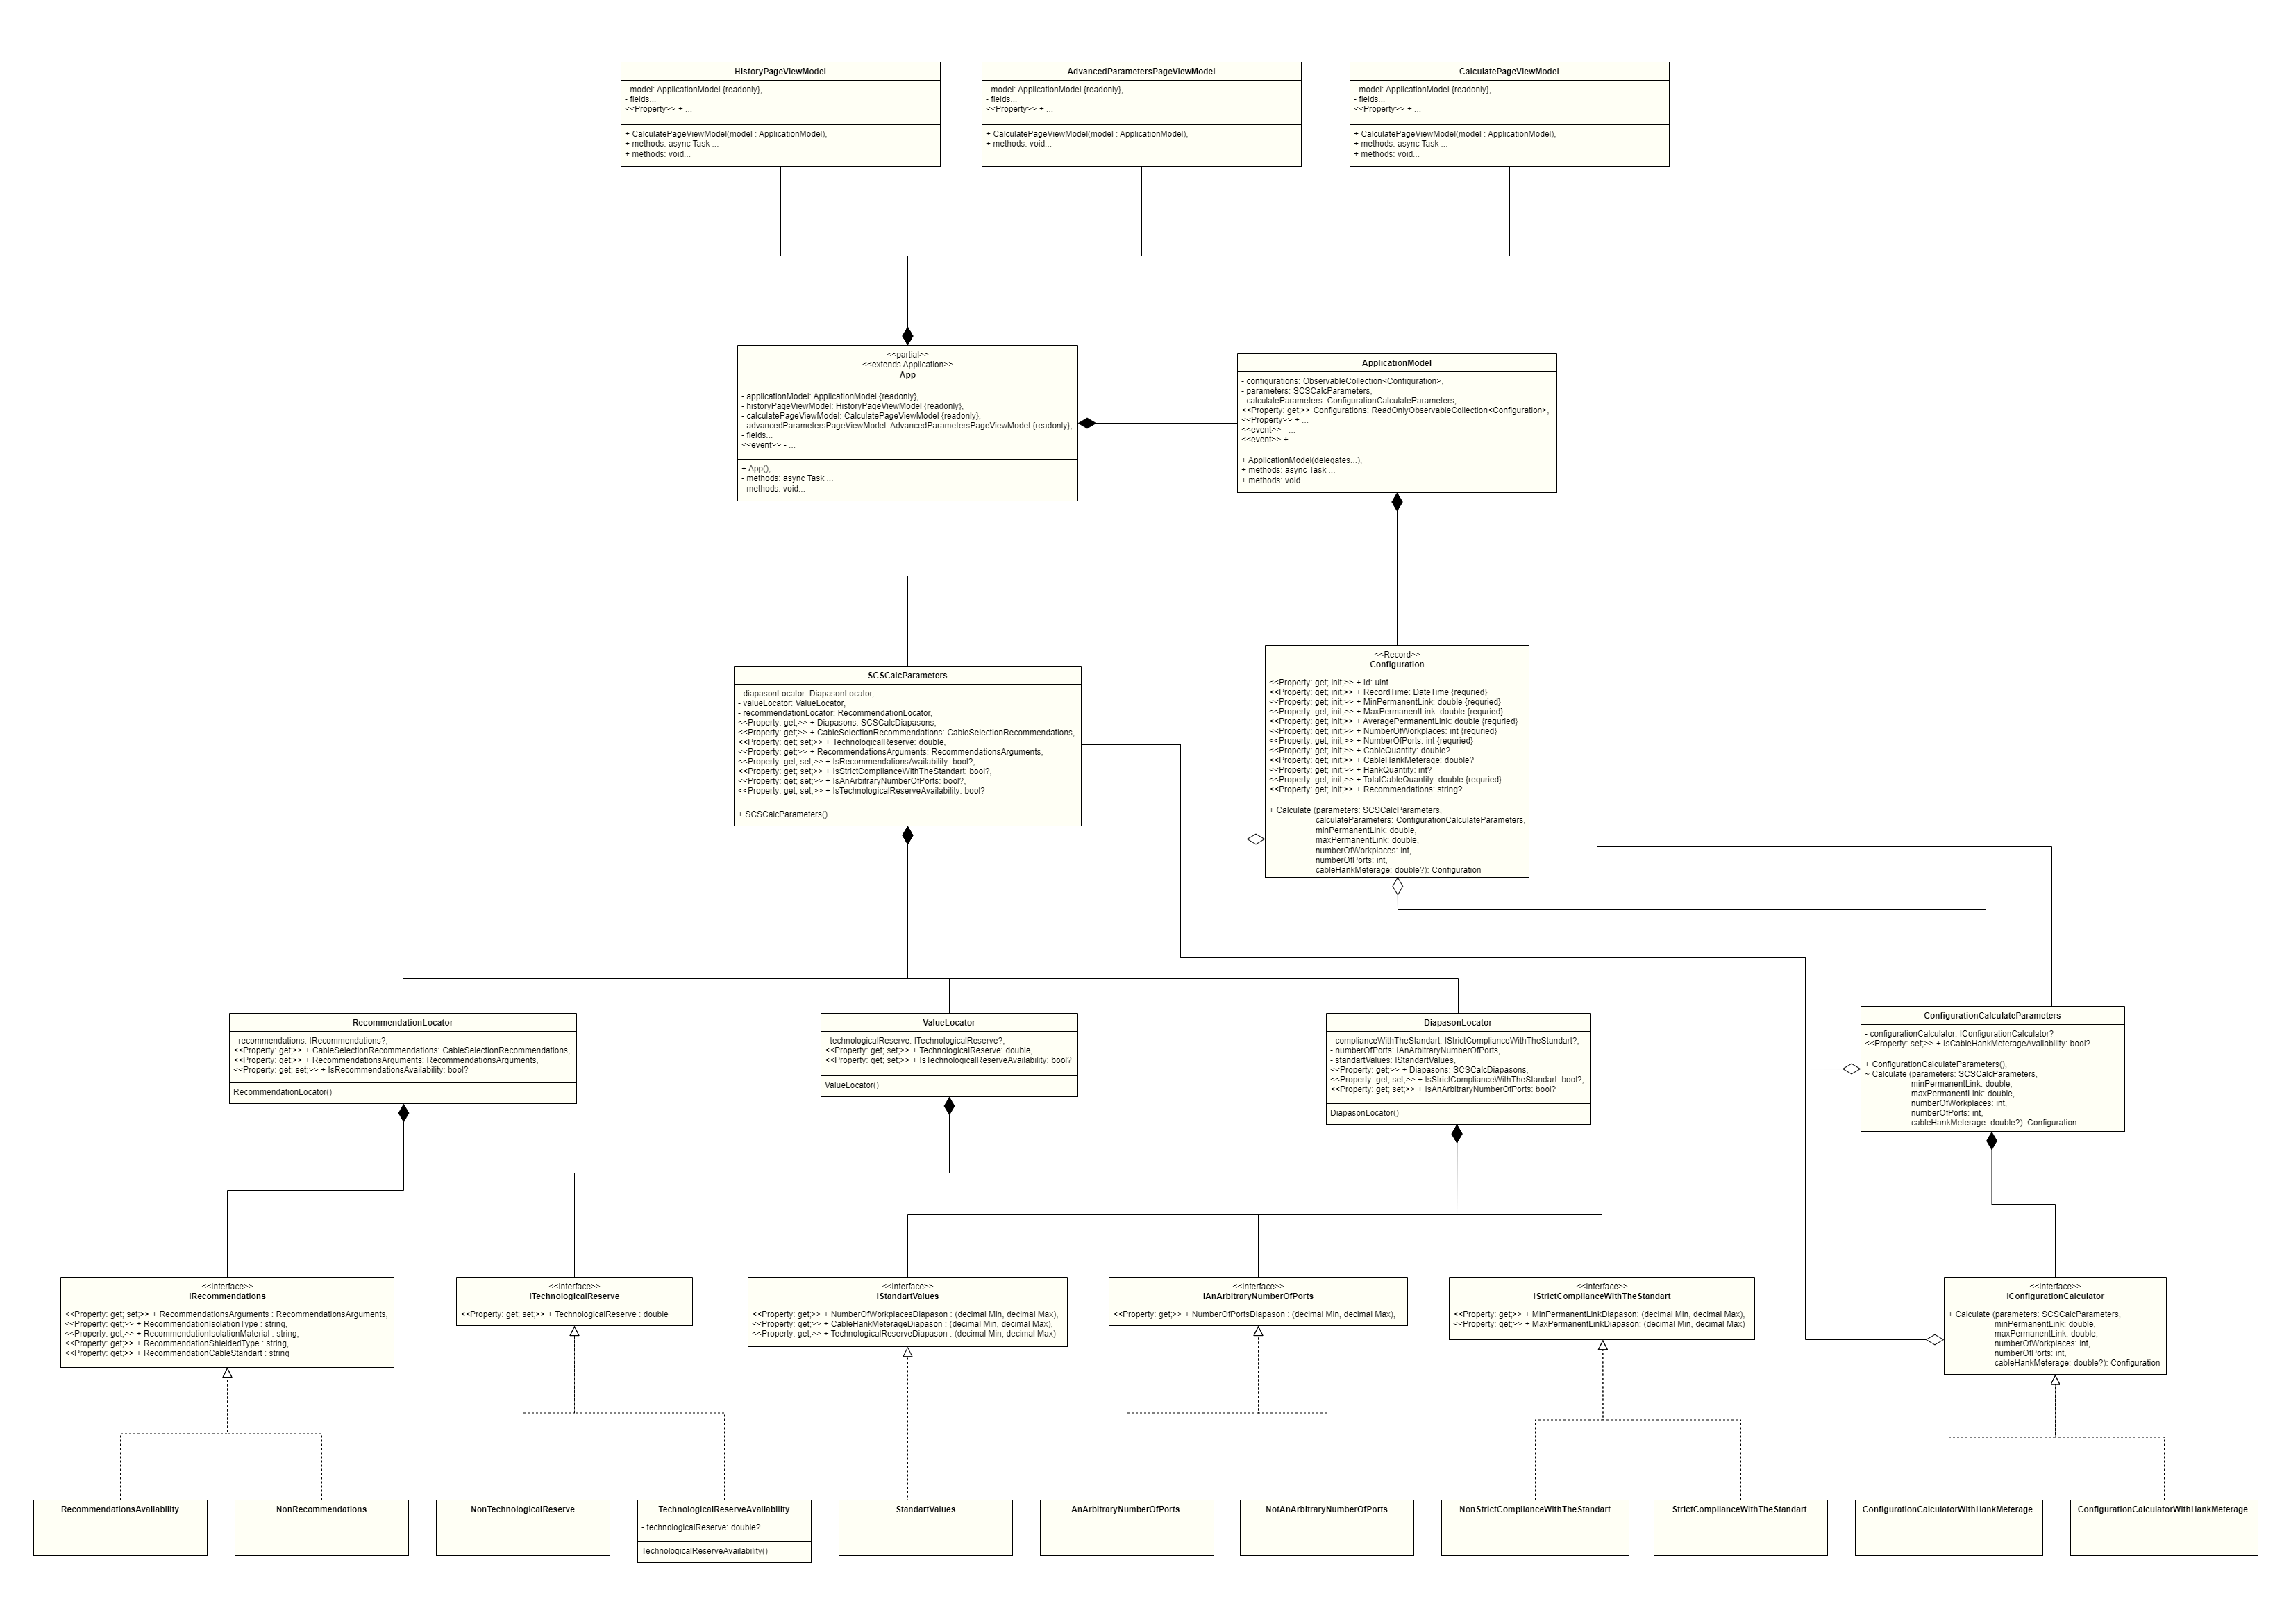 HistoryPageViewModel
- model: ApplicationModel {readonly},
- fields...
<<Property>> + ...
+ CalculatePageViewModel(model : ApplicationModel),
+ methods: async Task ...
+ methods: void...
AdvancedParametersPageViewModel
- model: ApplicationModel {readonly},
- fields...
<<Property>> + ...
+ CalculatePageViewModel(model : ApplicationModel),
+ methods: void...
CalculatePageViewModel
- model: ApplicationModel {readonly},
- fields...
<<Property>> + ...
+ CalculatePageViewModel(model : ApplicationModel),
+ methods: async Task ...
+ methods: void...
<<partial>>
<<extends Application>>
App
- applicationModel: ApplicationModel {readonly},
- historyPageViewModel: HistoryPageViewModel {readonly},
- calculatePageViewModel: CalculatePageViewModel {readonly},
- advancedParametersPageViewModel: AdvancedParametersPageViewModel {readonly},
- fields...
<<event>> - ...
+ App(),
- methods: async Task ...
- methods: void...
ApplicationModel
- configurations: ObservableCollection<Configuration>,
- parameters: SCSCalcParameters,
- calculateParameters: ConfigurationCalculateParameters,
<<Property: get;>> Configurations: ReadOnlyObservableCollection<Configuration>,
<<Property>> + ...
<<event>> - ...
<<event>> + ...
+ ApplicationModel(delegates...),
+ methods: async Task ...
+ methods: void...
SCSCalcParameters
- diapasonLocator: DiapasonLocator,
- valueLocator: ValueLocator,
- recommendationLocator: RecommendationLocator,
<<Property: get;>> + Diapasons: SCSCalcDiapasons,
<<Property: get;>> + CableSelectionRecommendations: CableSelectionRecommendations,
<<Property: get; set;>> + TechnologicalReserve: double,
<<Property: get;>> + RecommendationsArguments: RecommendationsArguments,
<<Property: get; set;>> + IsRecommendationsAvailability: bool?,
<<Property: get; set;>> + IsStrictComplianceWithTheStandart: bool?,
<<Property: get; set;>> + IsAnArbitraryNumberOfPorts: bool?,
<<Property: get; set;>> + IsTechnologicalReserveAvailability: bool?
+ SCSCalcParameters()
<<Record>>
Configuration
<<Property: get; init;>> + Id: uint
<<Property: get; init;>> + RecordTime: DateTime {requried}
<<Property: get; init;>> + MinPermanentLink: double {requried}
<<Property: get; init;>> + MaxPermanentLink: double {requried}
<<Property: get; init;>> + AveragePermanentLink: double {requried}
<<Property: get; init;>> + NumberOfWorkplaces: int {requried}
<<Property: get; init;>> + NumberOfPorts: int {requried}
<<Property: get; init;>> + CableQuantity: double?
<<Property: get; init;>> + CableHankMeterage: double?
<<Property: get; init;>> + HankQuantity: int?
<<Property: get; init;>> + TotalCableQuantity: double {requried}
<<Property: get; init;>> + Recommendations: string?
+ Calculate (parameters: SCSCalcParameters,
calculateParameters: ConfigurationCalculateParameters,
minPermanentLink: double,
maxPermanentLink: double,
numberOfWorkplaces: int,
numberOfPorts: int,
cableHankMeterage: double?): Configuration
RecommendationLocator
- recommendations: IRecommendations?,
<<Property: get;>> + CableSelectionRecommendations: CableSelectionRecommendations,
<<Property: get;>> + RecommendationsArguments: RecommendationsArguments,
<<Property: get; set;>> + IsRecommendationsAvailability: bool?
RecommendationLocator()
ValueLocator
- technologicalReserve: ITechnologicalReserve?,
<<Property: get; set;>> + TechnologicalReserve: double,
<<Property: get; set;>> + IsTechnologicalReserveAvailability: bool?
ValueLocator()
DiapasonLocator
- complianceWithTheStandart: IStrictComplianceWithTheStandart?,
- numberOfPorts: IAnArbitraryNumberOfPorts,
- standartValues: IStandartValues,
<<Property: get;>> + Diapasons: SCSCalcDiapasons,
<<Property: get; set;>> + IsStrictComplianceWithTheStandart: bool?,
<<Property: get; set;>> + IsAnArbitraryNumberOfPorts: bool?
DiapasonLocator()
ConfigurationCalculateParameters
- configurationCalculator: IConfigurationCalculator?
<<Property: set;>> + IsCableHankMeterageAvailability: bool?
+ ConfigurationCalculateParameters(),
~ Calculate (parameters: SCSCalcParameters,
minPermanentLink: double,
maxPermanentLink: double,
numberOfWorkplaces: int,
numberOfPorts: int,
cableHankMeterage: double?): Configuration
<<Interface>>
IRecommendations
<<Property: get; set;>> + RecommendationsArguments : RecommendationsArguments,
<<Property: get;>> + RecommendationIsolationType : string,
<<Property: get;>> + RecommendationIsolationMaterial : string,
<<Property: get;>> + RecommendationShieldedType : string,
<<Property: get;>> + RecommendationCableStandart : string
<<Interface>>
ITechnologicalReserve
<<Property: get; set;>> + TechnologicalReserve : double
<<Interface>>
IStandartValues
<<Property: get;>> + NumberOfWorkplacesDiapason : (decimal Min, decimal Max),
<<Property: get;>> + CableHankMeterageDiapason : (decimal Min, decimal Max),
<<Property: get;>> + TechnologicalReserveDiapason : (decimal Min, decimal Max)
<<Interface>>
IAnArbitraryNumberOfPorts
<<Property: get;>> + NumberOfPortsDiapason : (decimal Min, decimal Max),
<<Interface>>
IStrictComplianceWithTheStandart
<<Property: get;>> + MinPermanentLinkDiapason: (decimal Min, decimal Max),
<<Property: get;>> + MaxPermanentLinkDiapason: (decimal Min, decimal Max)
<<Interface>>
IConfigurationCalculator
+ Calculate (parameters: SCSCalcParameters,
minPermanentLink: double,
maxPermanentLink: double,
numberOfWorkplaces: int,
numberOfPorts: int,
cableHankMeterage: double?): Configuration
RecommendationsAvailability
NonRecommendations
NonTechnologicalReserve
TechnologicalReserveAvailability
- technologicalReserve: double?
TechnologicalReserveAvailability()
StandartValues
AnArbitraryNumberOfPorts
NotAnArbitraryNumberOfPorts
NonStrictComplianceWithTheStandart
StrictComplianceWithTheStandart
ConfigurationCalculatorWithHankMeterage
ConfigurationCalculatorWithHankMeterage